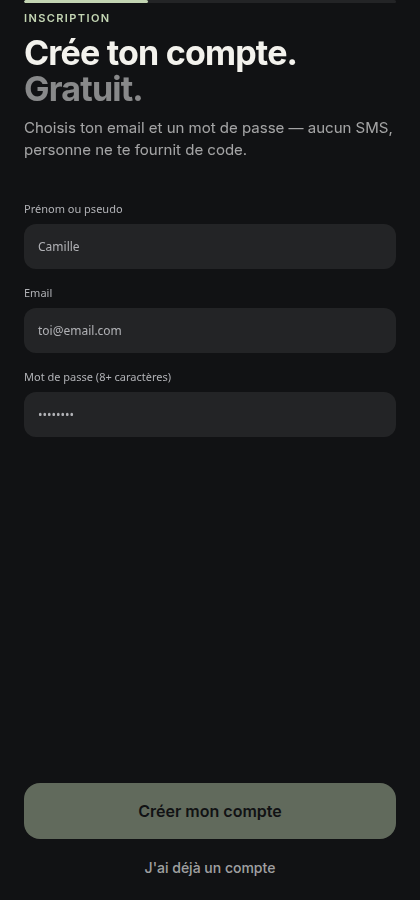 INSCRIPTION
Crée ton compte.
Gratuit.
Choisis ton email et un mot de passe — aucun SMS,
personne ne te fournit de code.
Prénom ou pseudo
Camille
Email
toi@email.com
Mot de passe (8+ caractères)
••••••••
Créer mon compte
J'ai déjà un compte